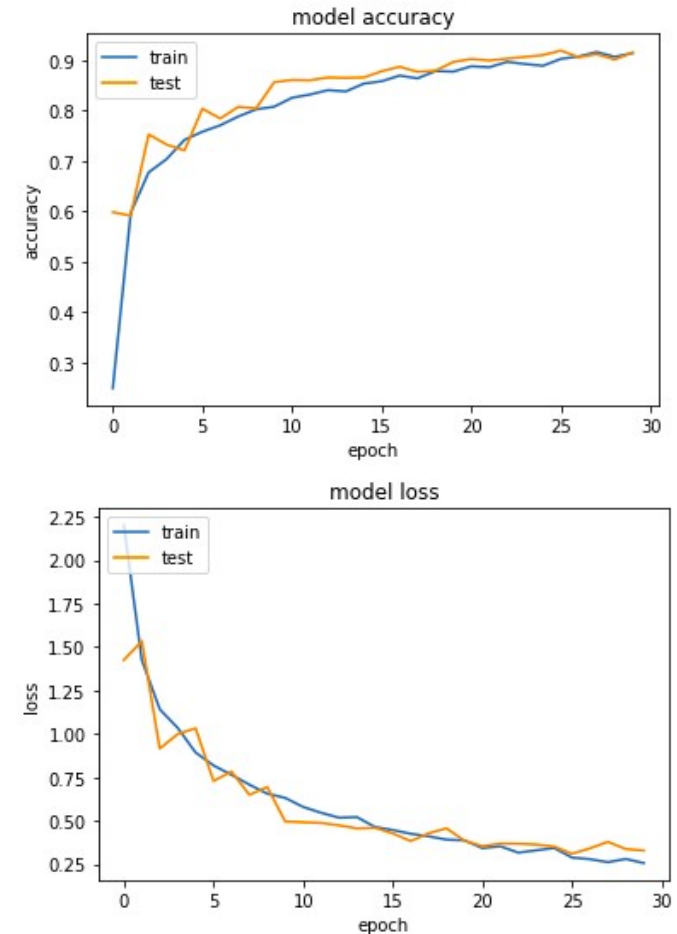 model accuracy
train
test
0.9
0.8
0.7
0.6
0.5
0.4
0.3
accuracy
0 5 10 15 20 25 30
epoch
model loss
train
test
2.25
2.00
1.75
1.50
1.25
1.00
0.75
0.50
0.25
loss
0 5 10 15 20 25 30
epoch